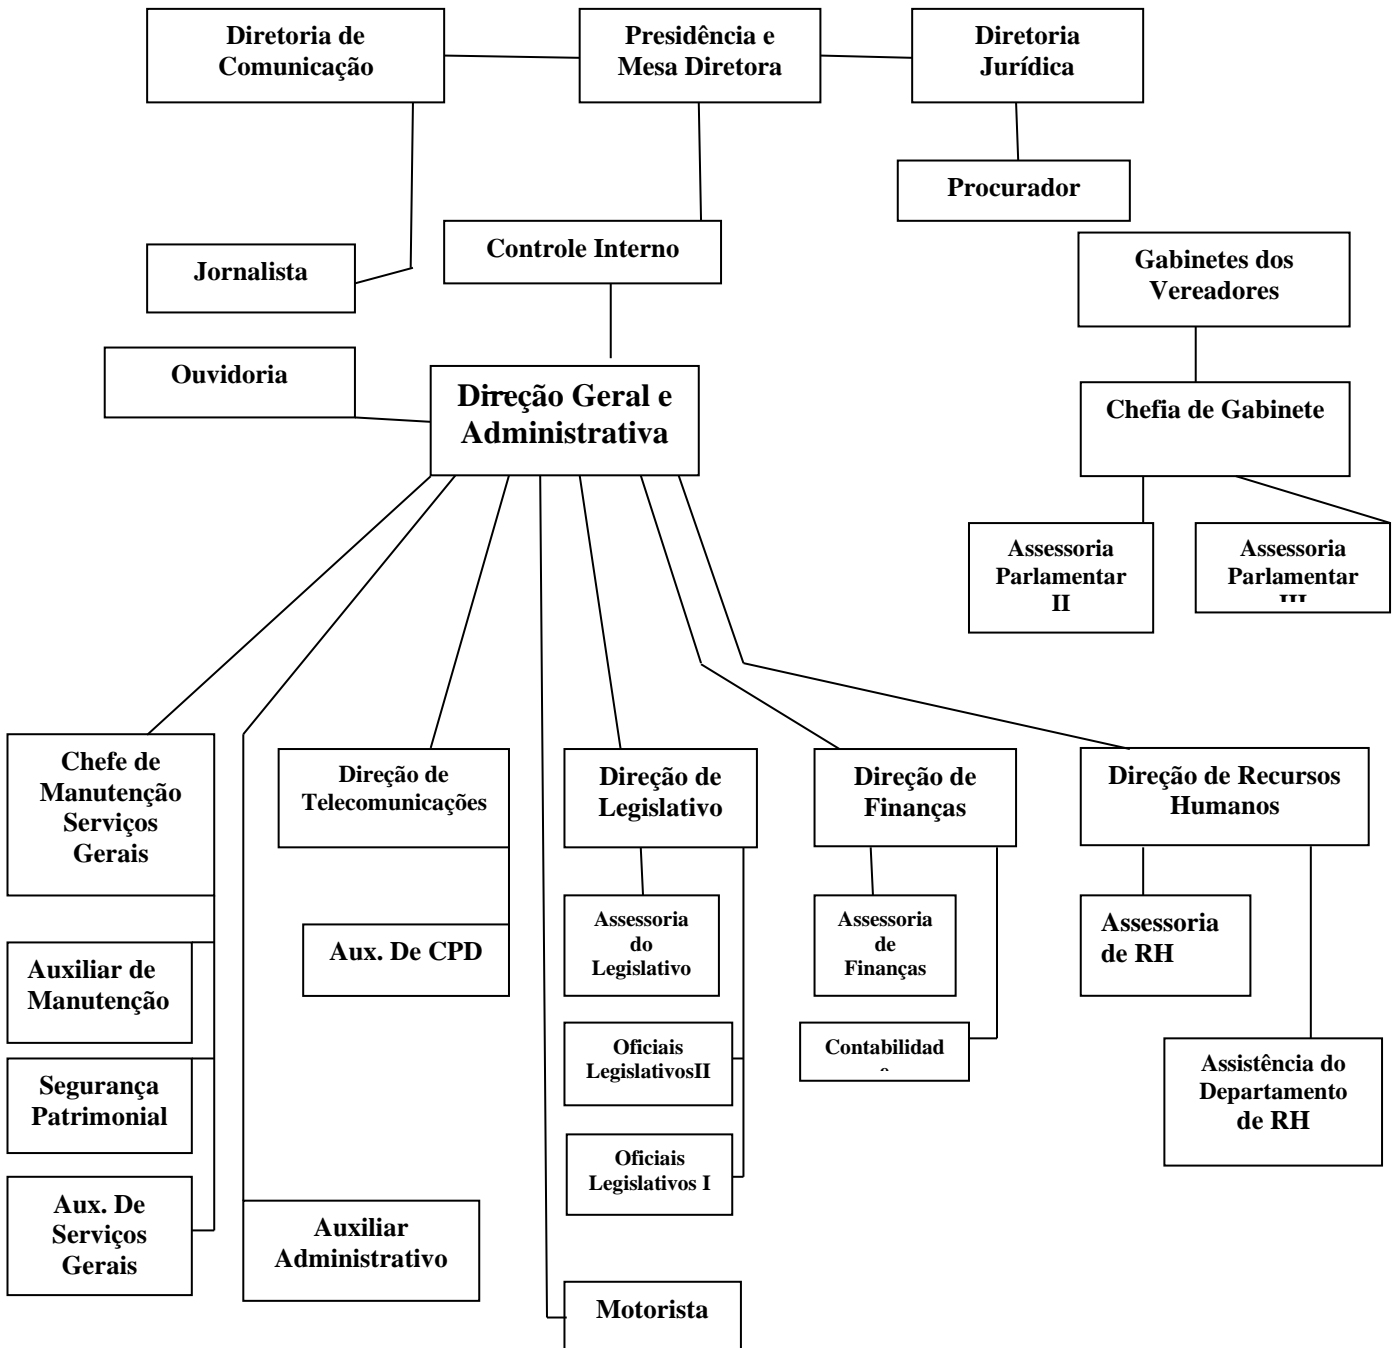 Diretoria de
Comunicação
Presidência e
Mesa Diretora
Diretoria
Jurídica
Procurador
Controle Interno
Jornalista
Gabinetes dos
Vereadores
Ouvidoria
Direção Geral e
Administrativa
Chefia de Gabinete
Assessoria
Parlamentar
II
Assessoria
Parlamentar
III
Chefe de
Manutenção
Serviços
Gerais
Direção de
Telecomunicações
Direção de
Legislativo
Direção de
Finanças
Direção de Recursos
Humanos
Auxiliar de
Manutenção
Aux. De CPD
Assessoria
do
Legislativo
Assessoria
de
Finanças
Assessoria
de RH
Segurança
Patrimonial
Oficiais
LegislativosII
Contabilidad
Assistência do
Departamento
de RH
Oficiais
Legislativos I
Aux. De
Serviços
Gerais
Auxiliar
Administrativo
Motorista